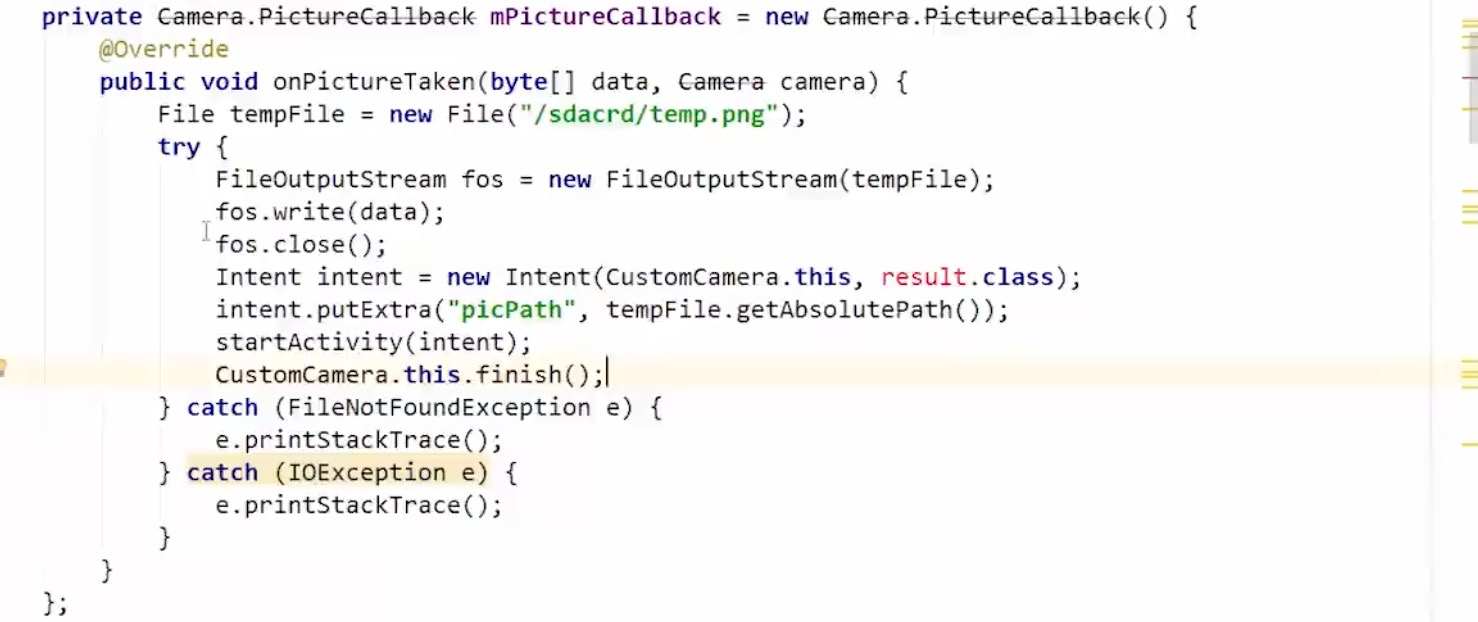 private Camera.PictureCallback mPictureCallback = new Camera.PictureCallback() {
@Override
public void onPictureTaken(byte[] data, Camera camera) {
File tempFile = new File("/sdacrd/temp.png");
try {
FileOutputStream fos = new FileOutputStream(tempFile);
fos.write(data);
fos.close();
Intent intent = new Intent(CustomCamera.this, result.class);
intent.putExtra("picPath", tempFile.getAbsolutePath());
startActivity(intent);
CustomCamera.this.finish();
} catch (FileNotFoundException e) {
e.printStackTrace();
} catch (IOException e) {
e.printStackTrace();
}
}
};